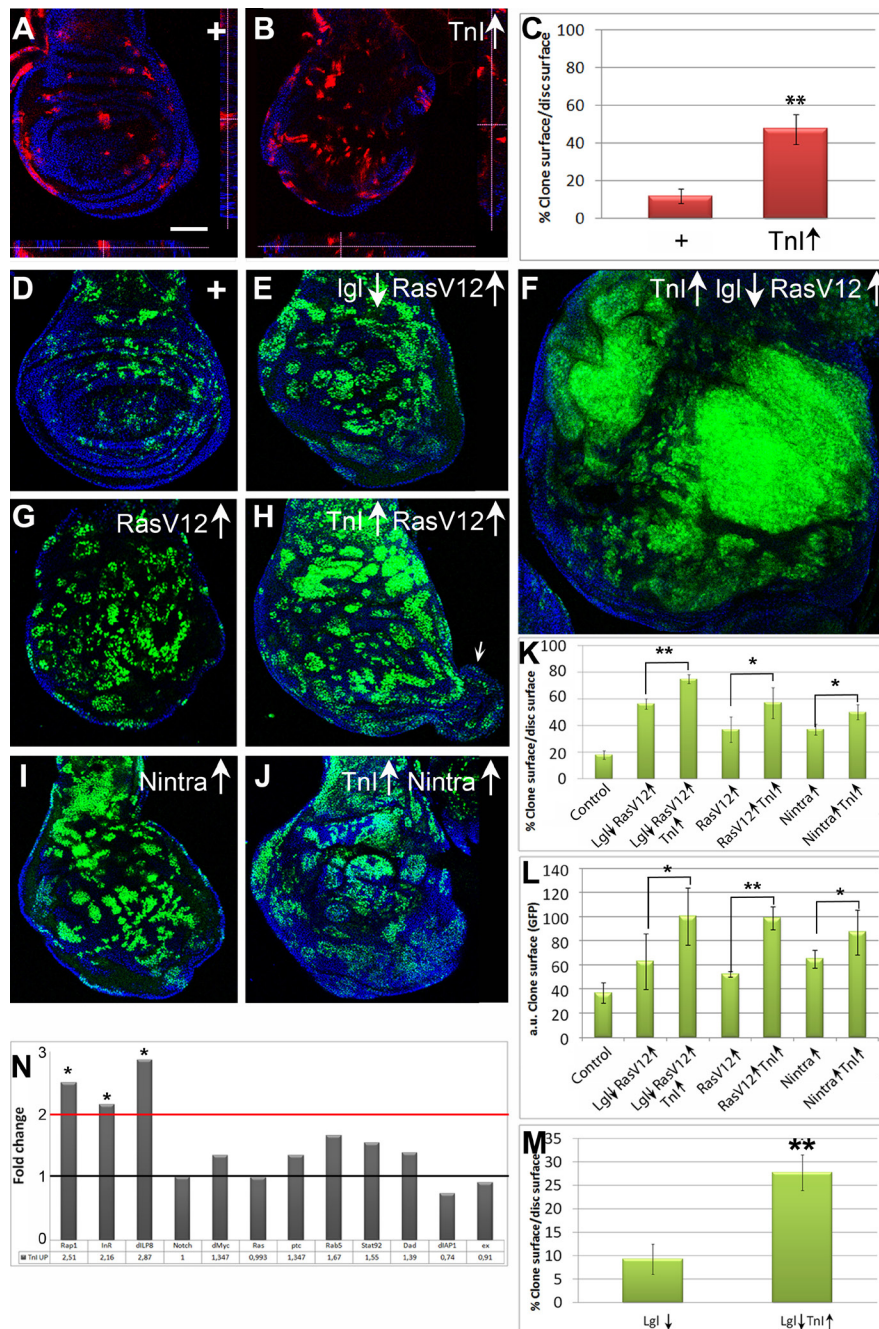 A
+
B
TnI↑
C
% Clone surface/disc surface
100
80
60
40
20
0
**
+
TnI↑
D
+
E
lgl↓RasV12↑
F
TnI↑lgl↓RasV12↑
G
RasV12↑
H
TnI↑RasV12↑
I
Nintra↑
J
TnI↑Nintra↑
K
% Clone surface/disc surface
100
80
60
40
20
0
**
*
*
Control
Lgl↓RasV12↑
Lgl↓RasV12↑
TnI↑
RasV12↑
RasV12↑TnI↑
Nintra↑
Nintra↑TnI↑
L
a.u. Clone surface (GFP)
140
120
100
80
60
40
20
0
*
**
*
Control
Lgl↓RasV12↑
Lgl↓RasV12↑
TnI↑
RasV12↑
RasV12↑TnI↑
Nintra↑
Nintra↑TnI↑
M
% Clone surface/disc surface
35
30
25
20
15
10
5
0
**
Lgl ↓
Lgl↓TnI↑
N
Fold change
3
2
1
0
*
*
*
Rap1 InR dILP8 Notch dMyc Ras ptc Rab5 Stat92 Dad dIAP1 ex
TnI UP 2,51 2,16 2,87 1 1,347 0,993 1,347 1,67 1,55 1,39 0,74 0,91